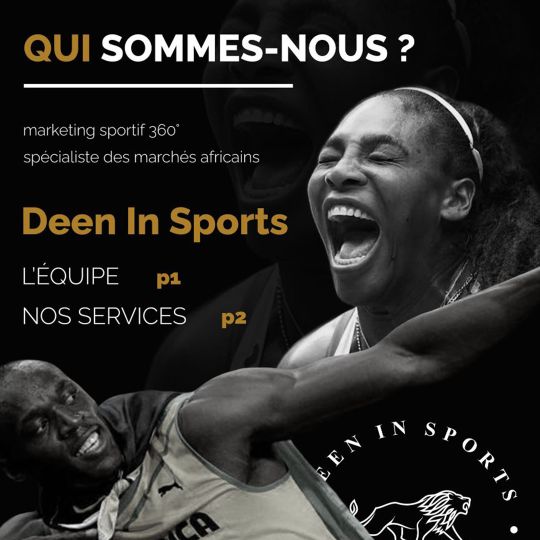 QUI SOMMES-NOUS ?
marketing sportif 360°
spécialiste des marchés africains
Deen In Sports
L'ÉQUIPE p1
NOS SERVICES p2
EEN IN SPORTS •